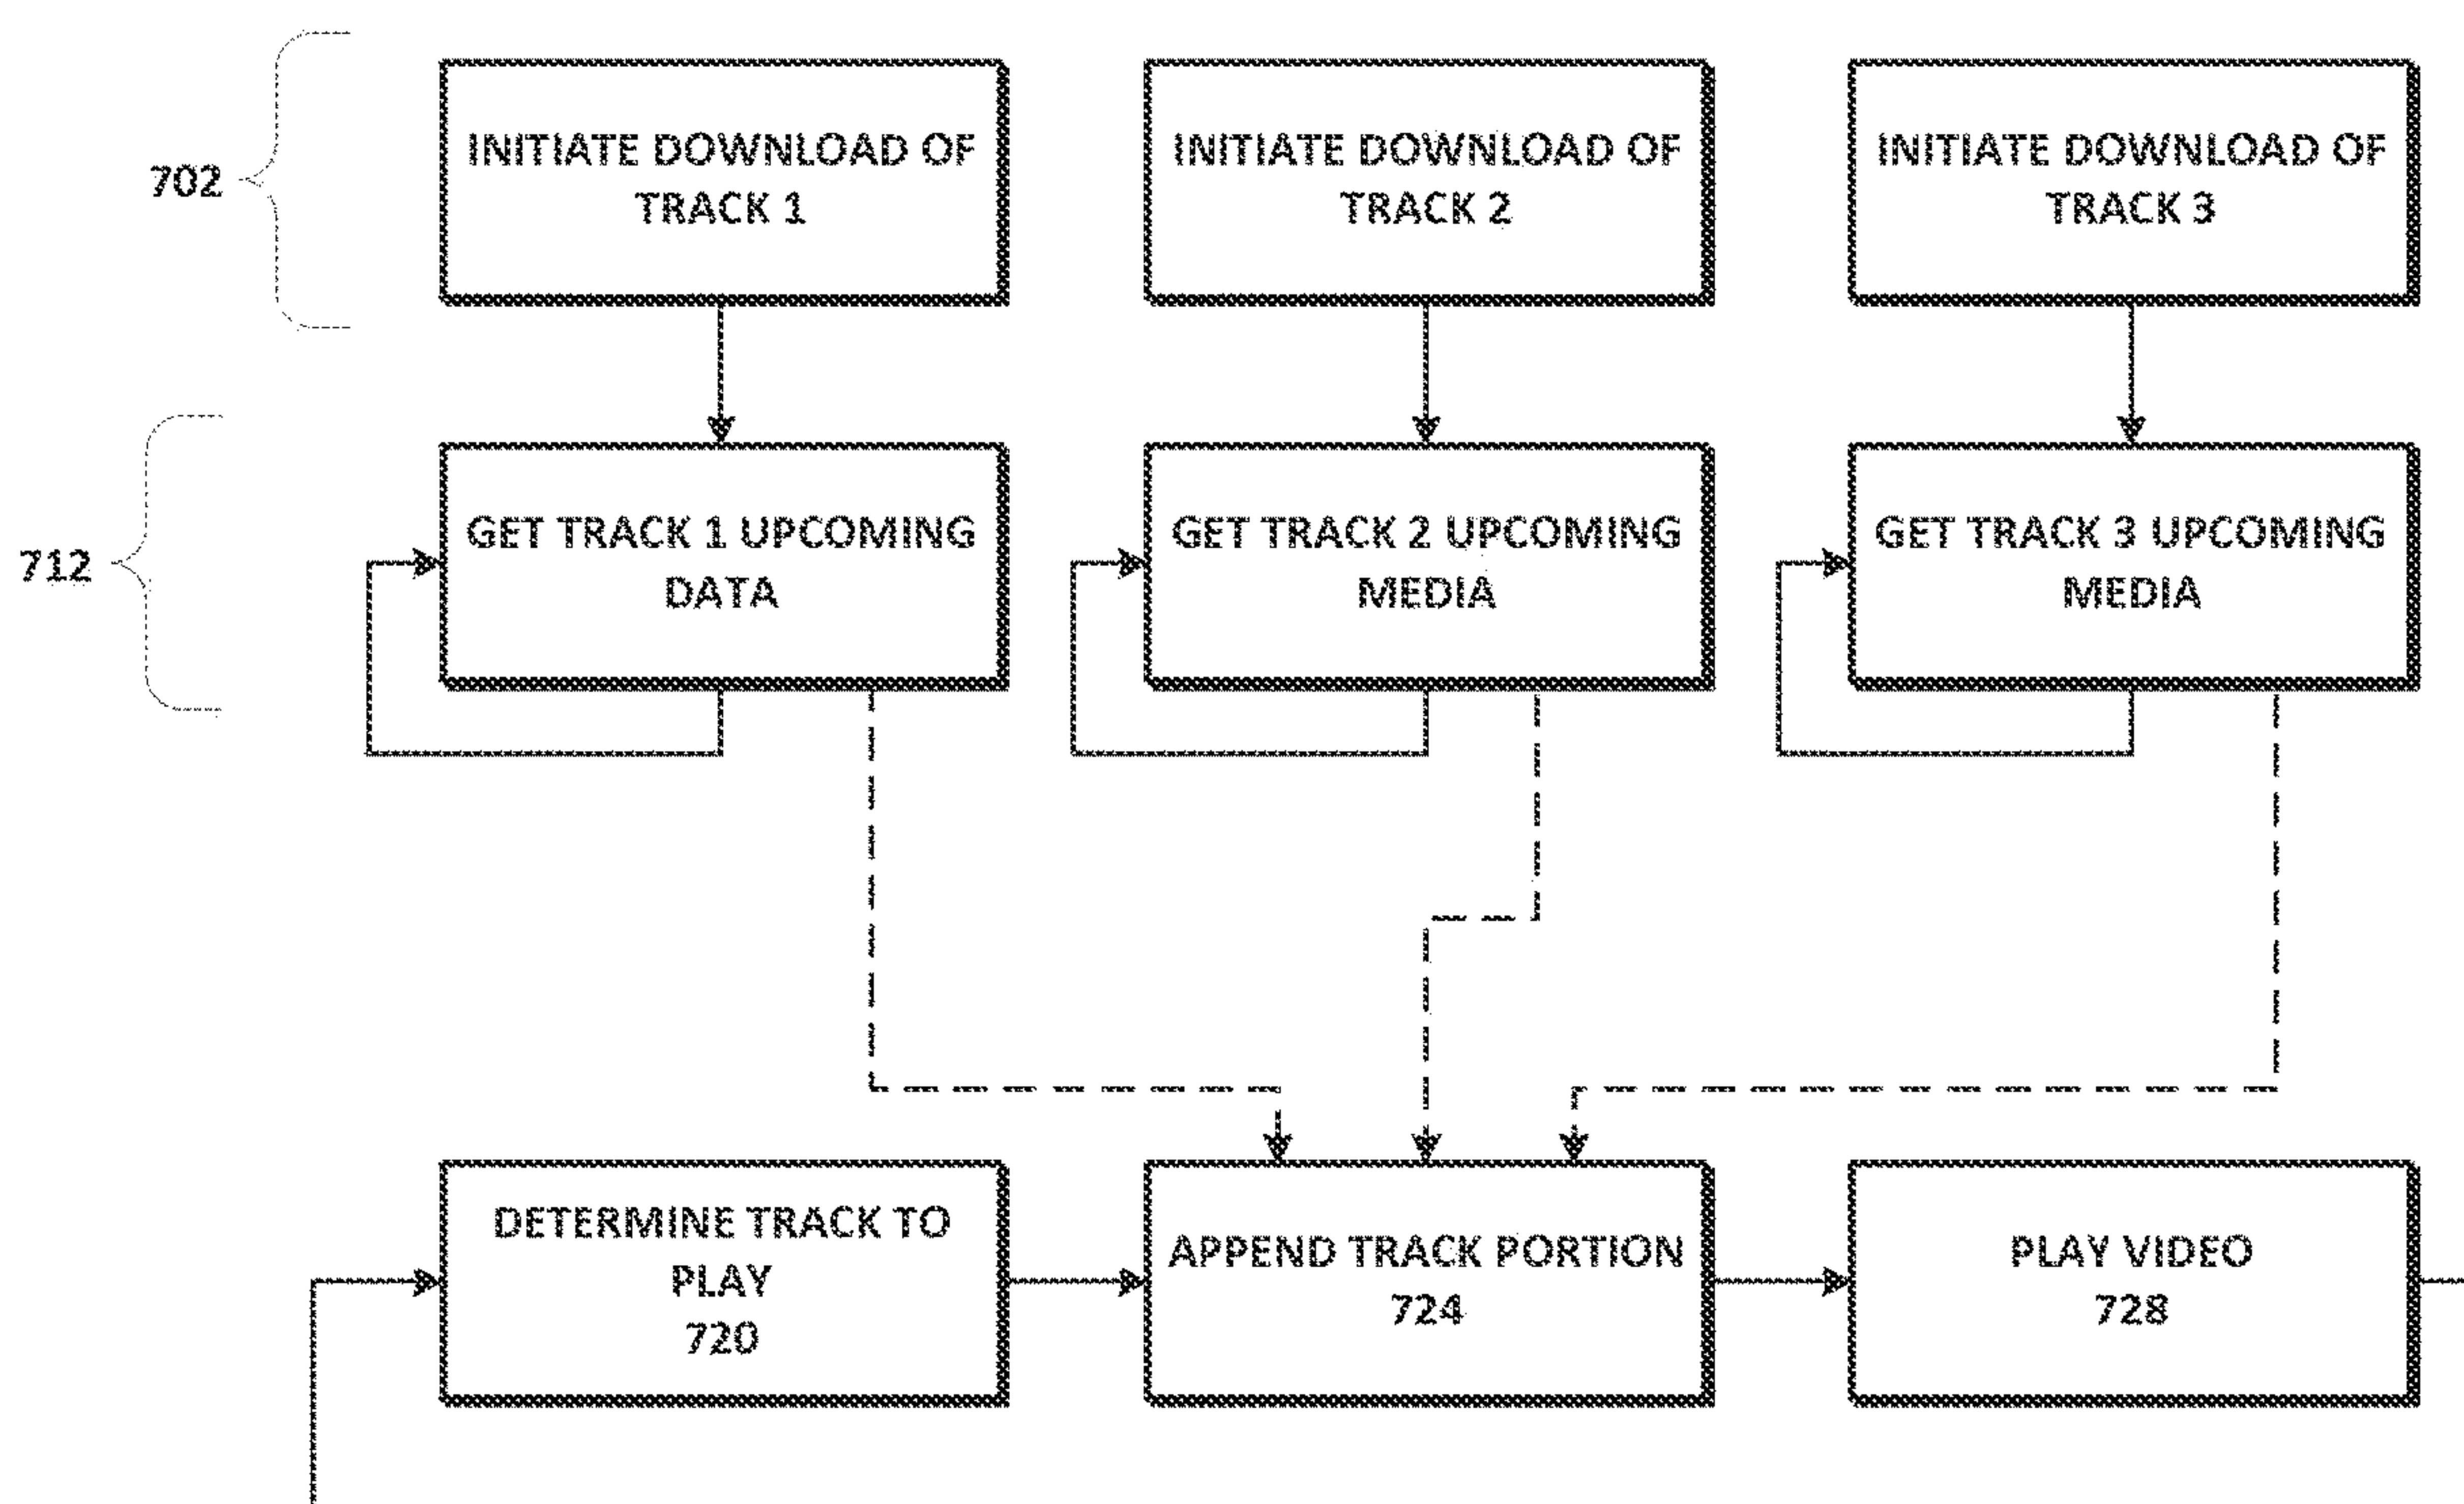 702
INITIATE DOWNLOAD OF
TRACK 1
INITIATE DOWNLOAD OF
TRACK 2
INITIATE DOWNLOAD OF
TRACK 3
712
GET TRACK 1 UPCOMING
DATA
GET TRACK 2 UPCOMING
MEDIA
GET TRACK 3 UPCOMING
MEDIA
DETERMINE TRACK TO
PLAY
720
APPEND TRACK PORTION
724
PLAY VIDEO
728